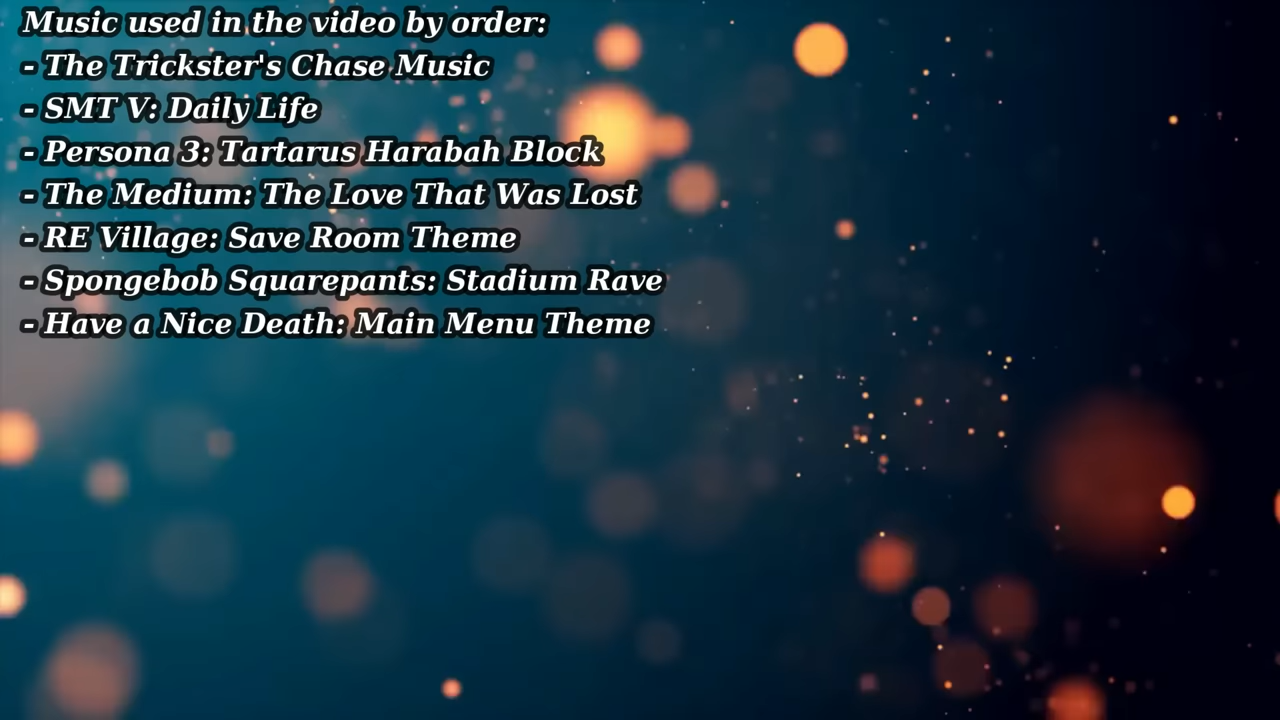 Music used in the video by order:
- The Trickster's Chase Music
- SMT V: Daily Life
- Persona 3: Tartarus Harabah Block
- The Medium: The Love That Was Lost
- RE Village: Save Room Theme
- Spongebob Squarepants: Stadium Rave
- Have a Nice Death: Main Menu Theme